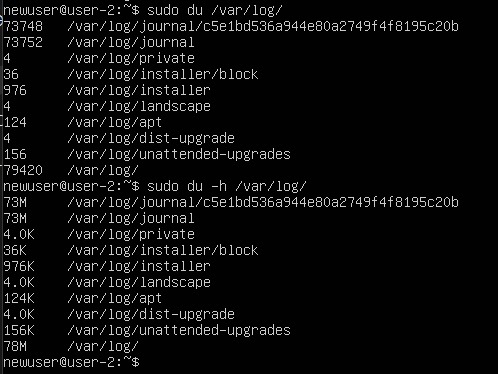 newuser@user-2:~$ sudo du /var/log/
73748 /var/log/journal/c5e1bd536a944e80a2749f4f8195c20b
73752 /var/log/journal
4 /var/log/private
36 /var/log/installer/block
976 /var/log/installer
4 /var/log/landscape
124 /var/log/apt
4 /var/log/dist-upgrade
156 /var/log/unattended-upgrades
79420 /var/log/
newuser@user-2:~$ sudo du -h /var/log/
73M /var/log/journal/c5e1bd536a944e80a2749f4f8195c20b
73M /var/log/journal
4.0K /var/log/private
36K /var/log/installer/block
976K /var/log/installer
4.0K /var/log/landscape
124K /var/log/apt
4.0K /var/log/dist-upgrade
156K /var/log/unattended-upgrades
78M /var/log/
newuser@user-2:~$